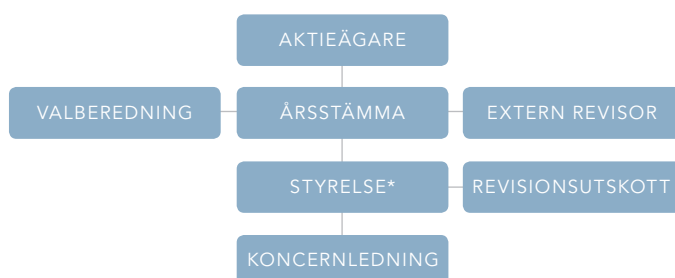 AKTIEÄGARE
VALBEREDNING
ÅRSSTÄMMA
EXTERN REVISOR
STYRELSE*
REVISIONSUTSKOTT
KONCERNLEDNING